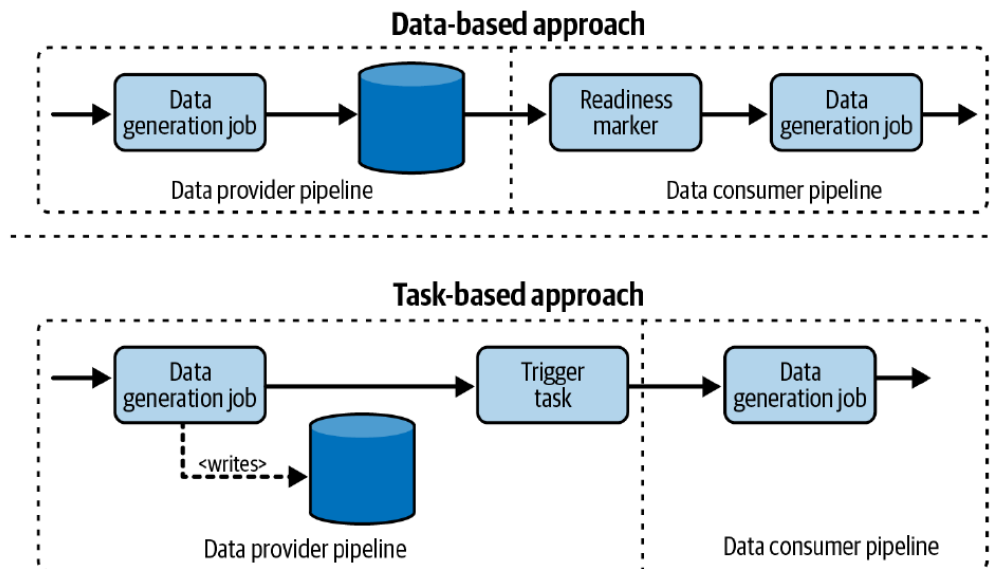 Data-based approach
Data
generation job
Readiness
marker
Data
generation job
Data provider pipeline
Data consumer pipeline
Task-based approach
Data
generation job
Trigger
task
Data
generation job
<writes>
Data provider pipeline
Data consumer pipeline